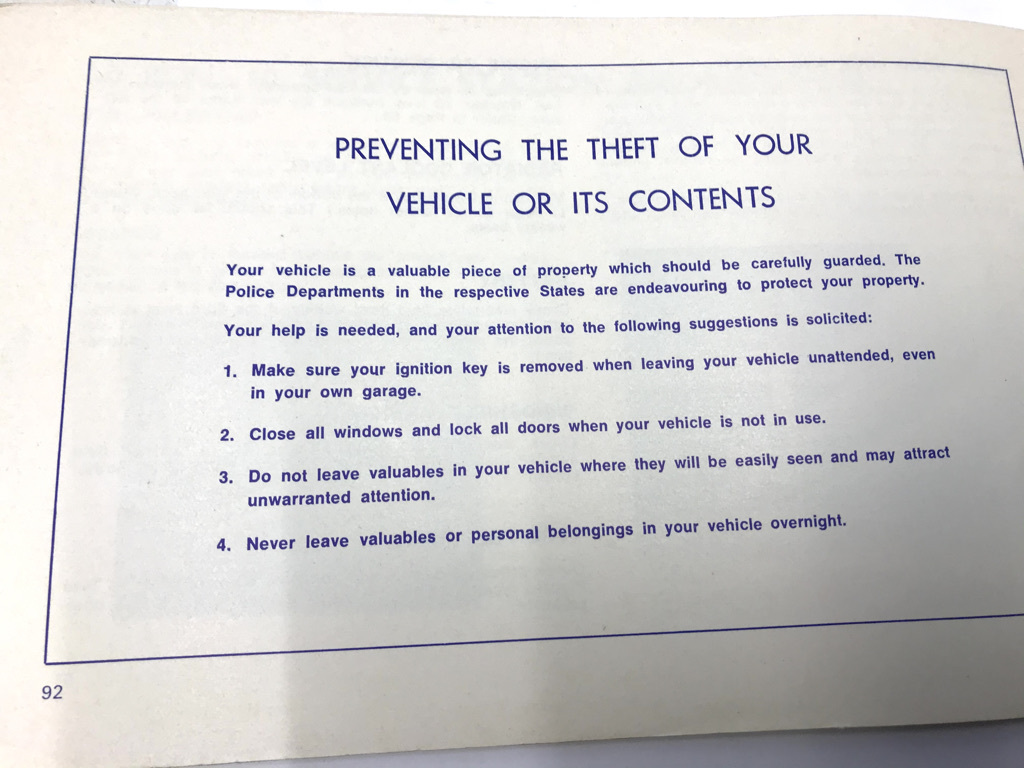 PREVENTING THE THEFT OF YOUR
VEHICLE OR ITS CONTENTS
Your vehicle is a valuable piece of property which should be carefully guarded. The
Police Departments in the respective States are endeavouring to protect your property.
Your help is needed, and your attention to the following suggestions is solicited:
1. Make sure your ignition key is removed when leaving your vehicle unattended, even
in your own garage.
2. Close all windows and lock all doors when your vehicle is not in use.
3. Do not leave valuables in your vehicle where they will be easily seen and may attract
unwarranted attention.
4. Never leave valuables or personal belongings in your vehicle overnight.
92